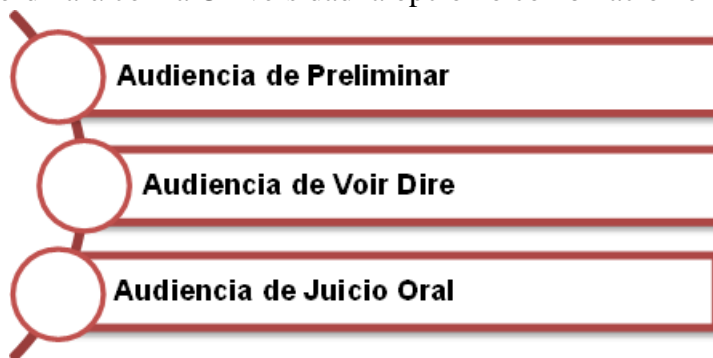 Audiencia de Preliminar
Audiencia de Voir Dire
Audiencia de Juicio Oral